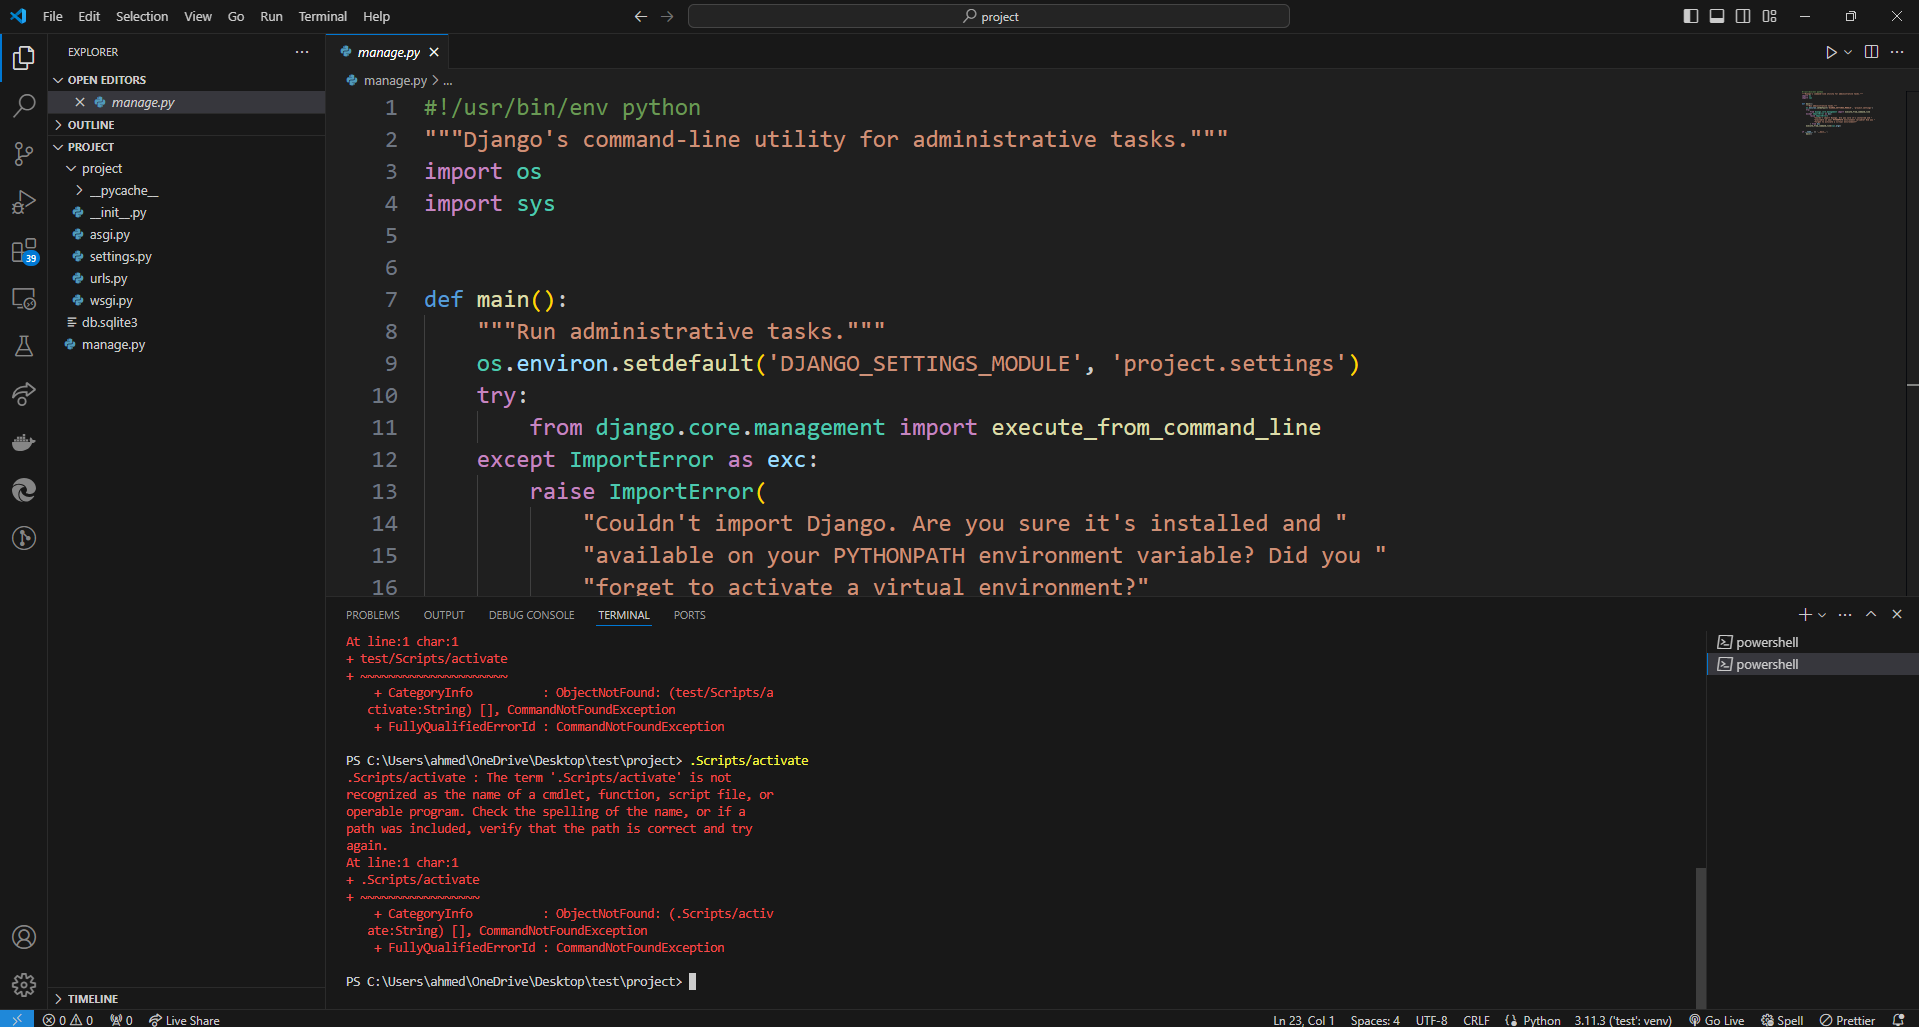 File Edit Selection View Go Run Terminal Help
project
EXPLORER
OPEN EDITORS
manage.py
OUTLINE
PROJECT
project
__pycache__
__init__.py
asgi.py
settings.py
urls.py
wsgi.py
db.sqlite3
manage.py
TIMELINE
39
manage.py
manage.py > ...
1 #!/usr/bin/env python
2 """Django's command-line utility for administrative tasks."""
3 import os
4 import sys
5
6
7 def main():
8 """Run administrative tasks."""
9 os.environ.setdefault('DJANGO_SETTINGS_MODULE', 'project.settings')
10 try:
11 from django.core.management import execute_from_command_line
12 except ImportError as exc:
13 raise ImportError(
14 "Couldn't import Django. Are you sure it's installed and "
15 "available on your PYTHONPATH environment variable? Did you "
16 "forget to activate a virtual environment?"
PROBLEMS OUTPUT DEBUG CONSOLE TERMINAL PORTS
At line:1 char:1
+ test/Scripts/activate
+ ~~~~~~~~~~~~~~~~~~~~~
+ CategoryInfo : ObjectNotFound: (test/Scripts/a
ctivate:String) [], CommandNotFoundException
+ FullyQualifiedErrorId : CommandNotFoundException
PS C:\Users\ahmed\OneDrive\Desktop\test\project> .Scripts/activate
.Scripts/activate : The term '.Scripts/activate' is not
recognized as the name of a cmdlet, function, script file, or
operable program. Check the spelling of the name, or if a
path was included, verify that the path is correct and try
again.
At line:1 char:1
+ .Scripts/activate
+ ~~~~~~~~~~~~~~~~~
+ CategoryInfo : ObjectNotFound: (.Scripts/activ
ate:String) [], CommandNotFoundException
+ FullyQualifiedErrorId : CommandNotFoundException
PS C:\Users\ahmed\OneDrive\Desktop\test\project>
powershell
powershell
0 0 0 Live Share
Ln 23, Col 1 Spaces: 4 UTF-8 CRLF Python 3.11.3 ('test': venv) Go Live Spell Prettier